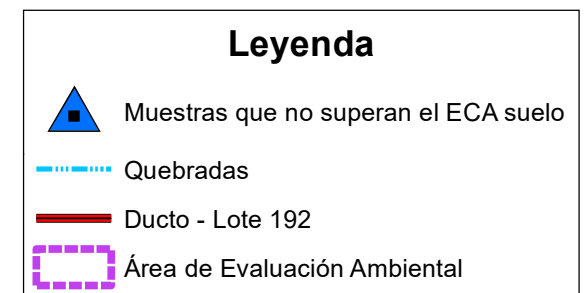 Leyenda
Muestras que no superan el ECA suelo
Quebradas
Ducto - Lote 192
Área de Evaluación Ambiental